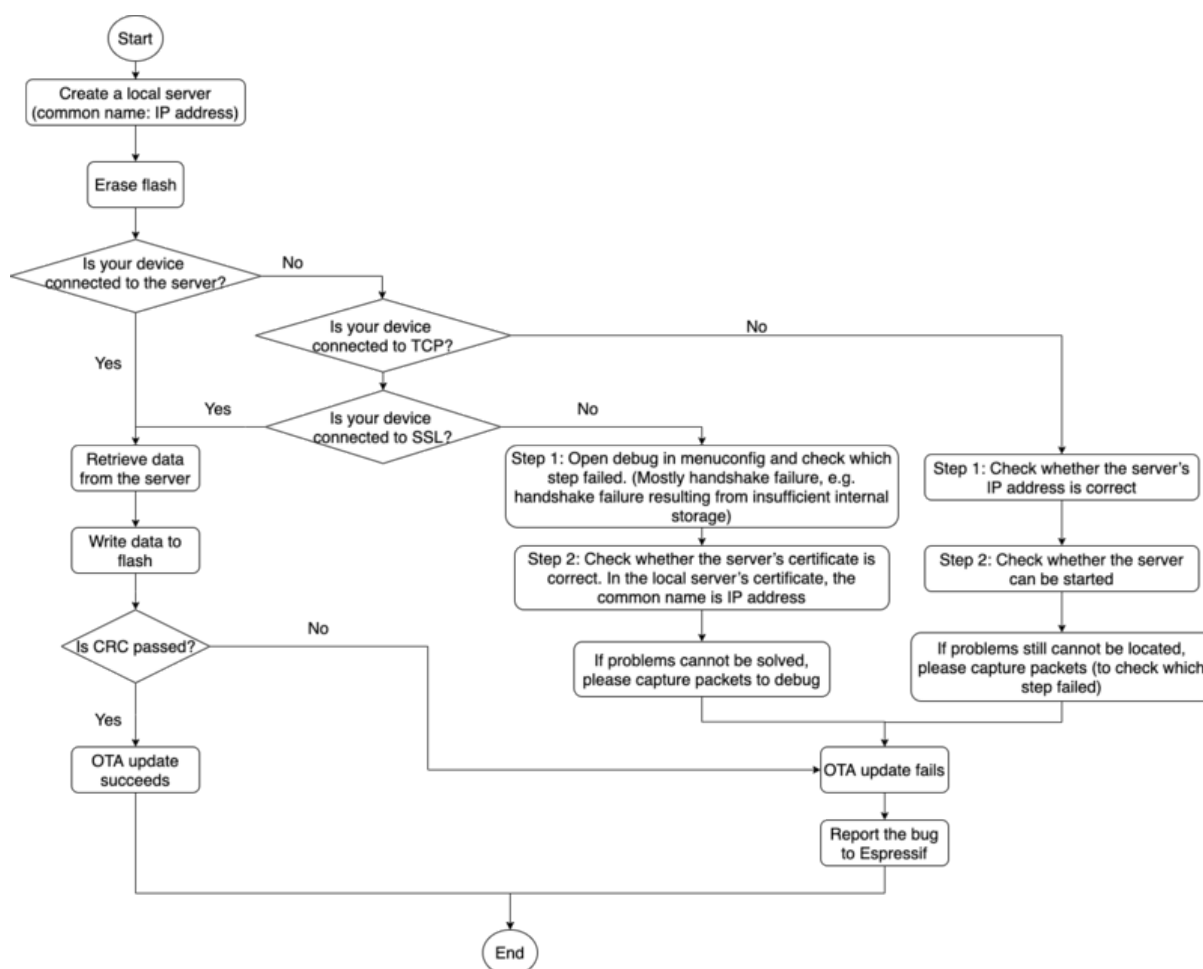 Start
Create a local server
(common name: IP address)
Erase flash
Is your device
connected to the server?
No
Is your device
connected to TCP?
No
Yes
Yes
Is your device
connected to SSL?
No
Retrieve data
from the server
Step 1: Open debug in menuconfig and check which
step failed. (Mostly handshake failure, e.g.
handshake failure resulting from insufficient internal
storage)
Step 1: Check whether the server's
IP address is correct
Write data to
flash
Step 2: Check whether the server's certificate is
correct. In the local server's certificate, the
common name is IP address
Step 2: Check whether the server
can be started
Is CRC passed?
No
If problems cannot be solved,
please capture packets to debug
If problems still cannot be located,
please capture packets (to check which
step failed)
Yes
OTA update
succeeds
OTA update fails
Report the bug
to Espressif
End